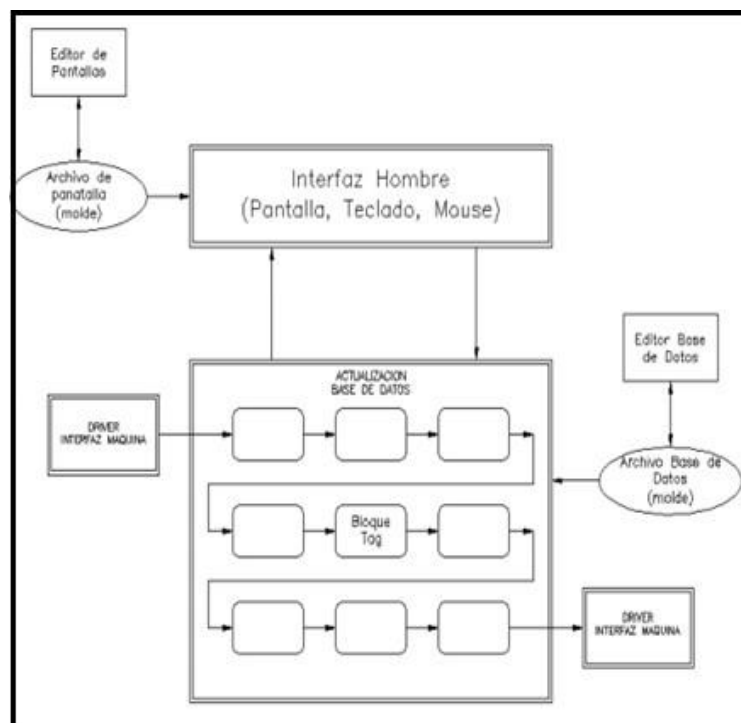 Editor de
Pantallas
Archivo de
panatalla
(molde)
Interfaz Hombre
(Pantalla, Teclado, Mouse)
Editor Base
de Datos
ACTUALIZACION
BASE DE DATOS
DRIVER
INTERFAZ MAQUINA
Archivo Base de
Datos
(molde)
Bloque
Tag
DRIVER
INTERFAZ MAQUINA